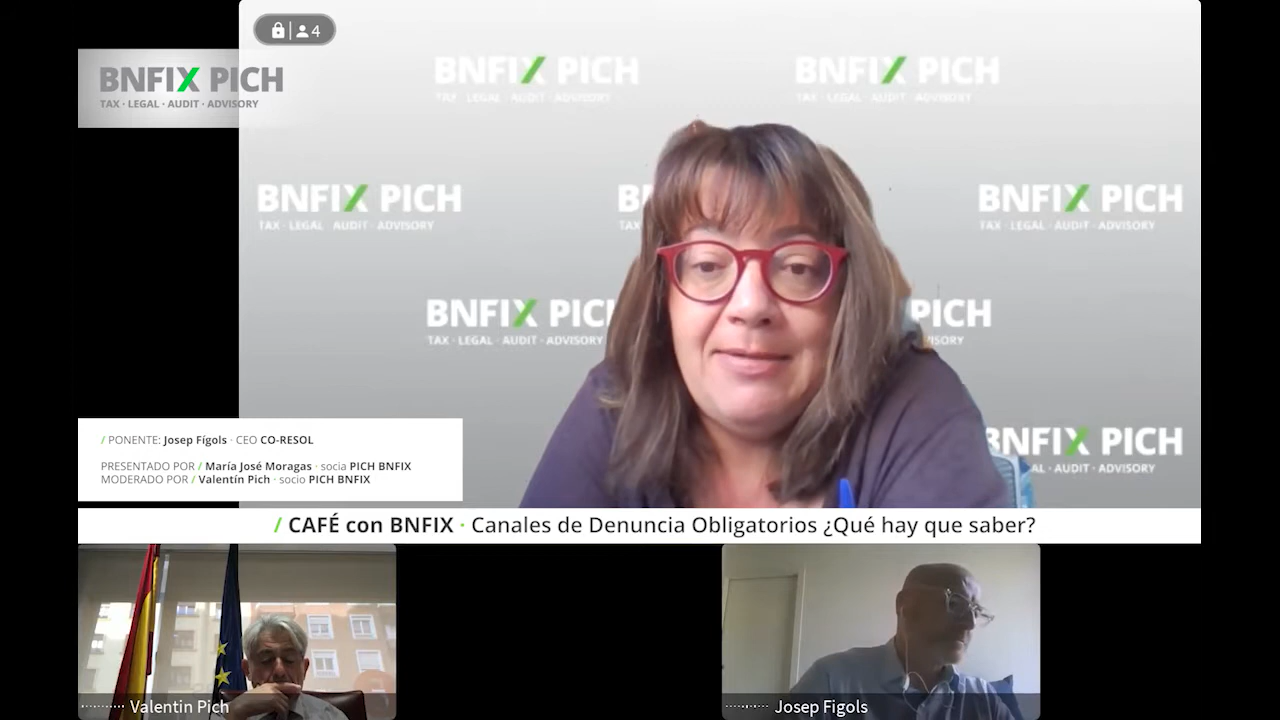 4
BNFIX PICH
TAX · LEGAL · AUDIT · ADVISORY
BNFIX PICH
TAX · LEGAL · AUDIT · ADVISORY
BNFIX PICH
TAX · LEGAL · AUDIT · ADVISORY
BNFIX PICH
TAX · LEGAL · AUDIT · ADVISORY
BNFIX PICH
TAX · LEGAL · AUDIT · ADVISORY
BNFIX PICH
TAX · LEGAL · AUDIT · ADVISORY
PICH
BNFIX PICH
/ PONENTE: Josep Fígols · CEO CO-RESOL
PRESENTADO POR / María José Moragas · socia PICH BNFIX
MODERADO POR / Valentín Pich · socio PICH BNFIX
/ CAFÉ con BNFIX · Canales de Denuncia Obligatorios ¿Qué hay que saber?
Valentin Pich
Josep Figols